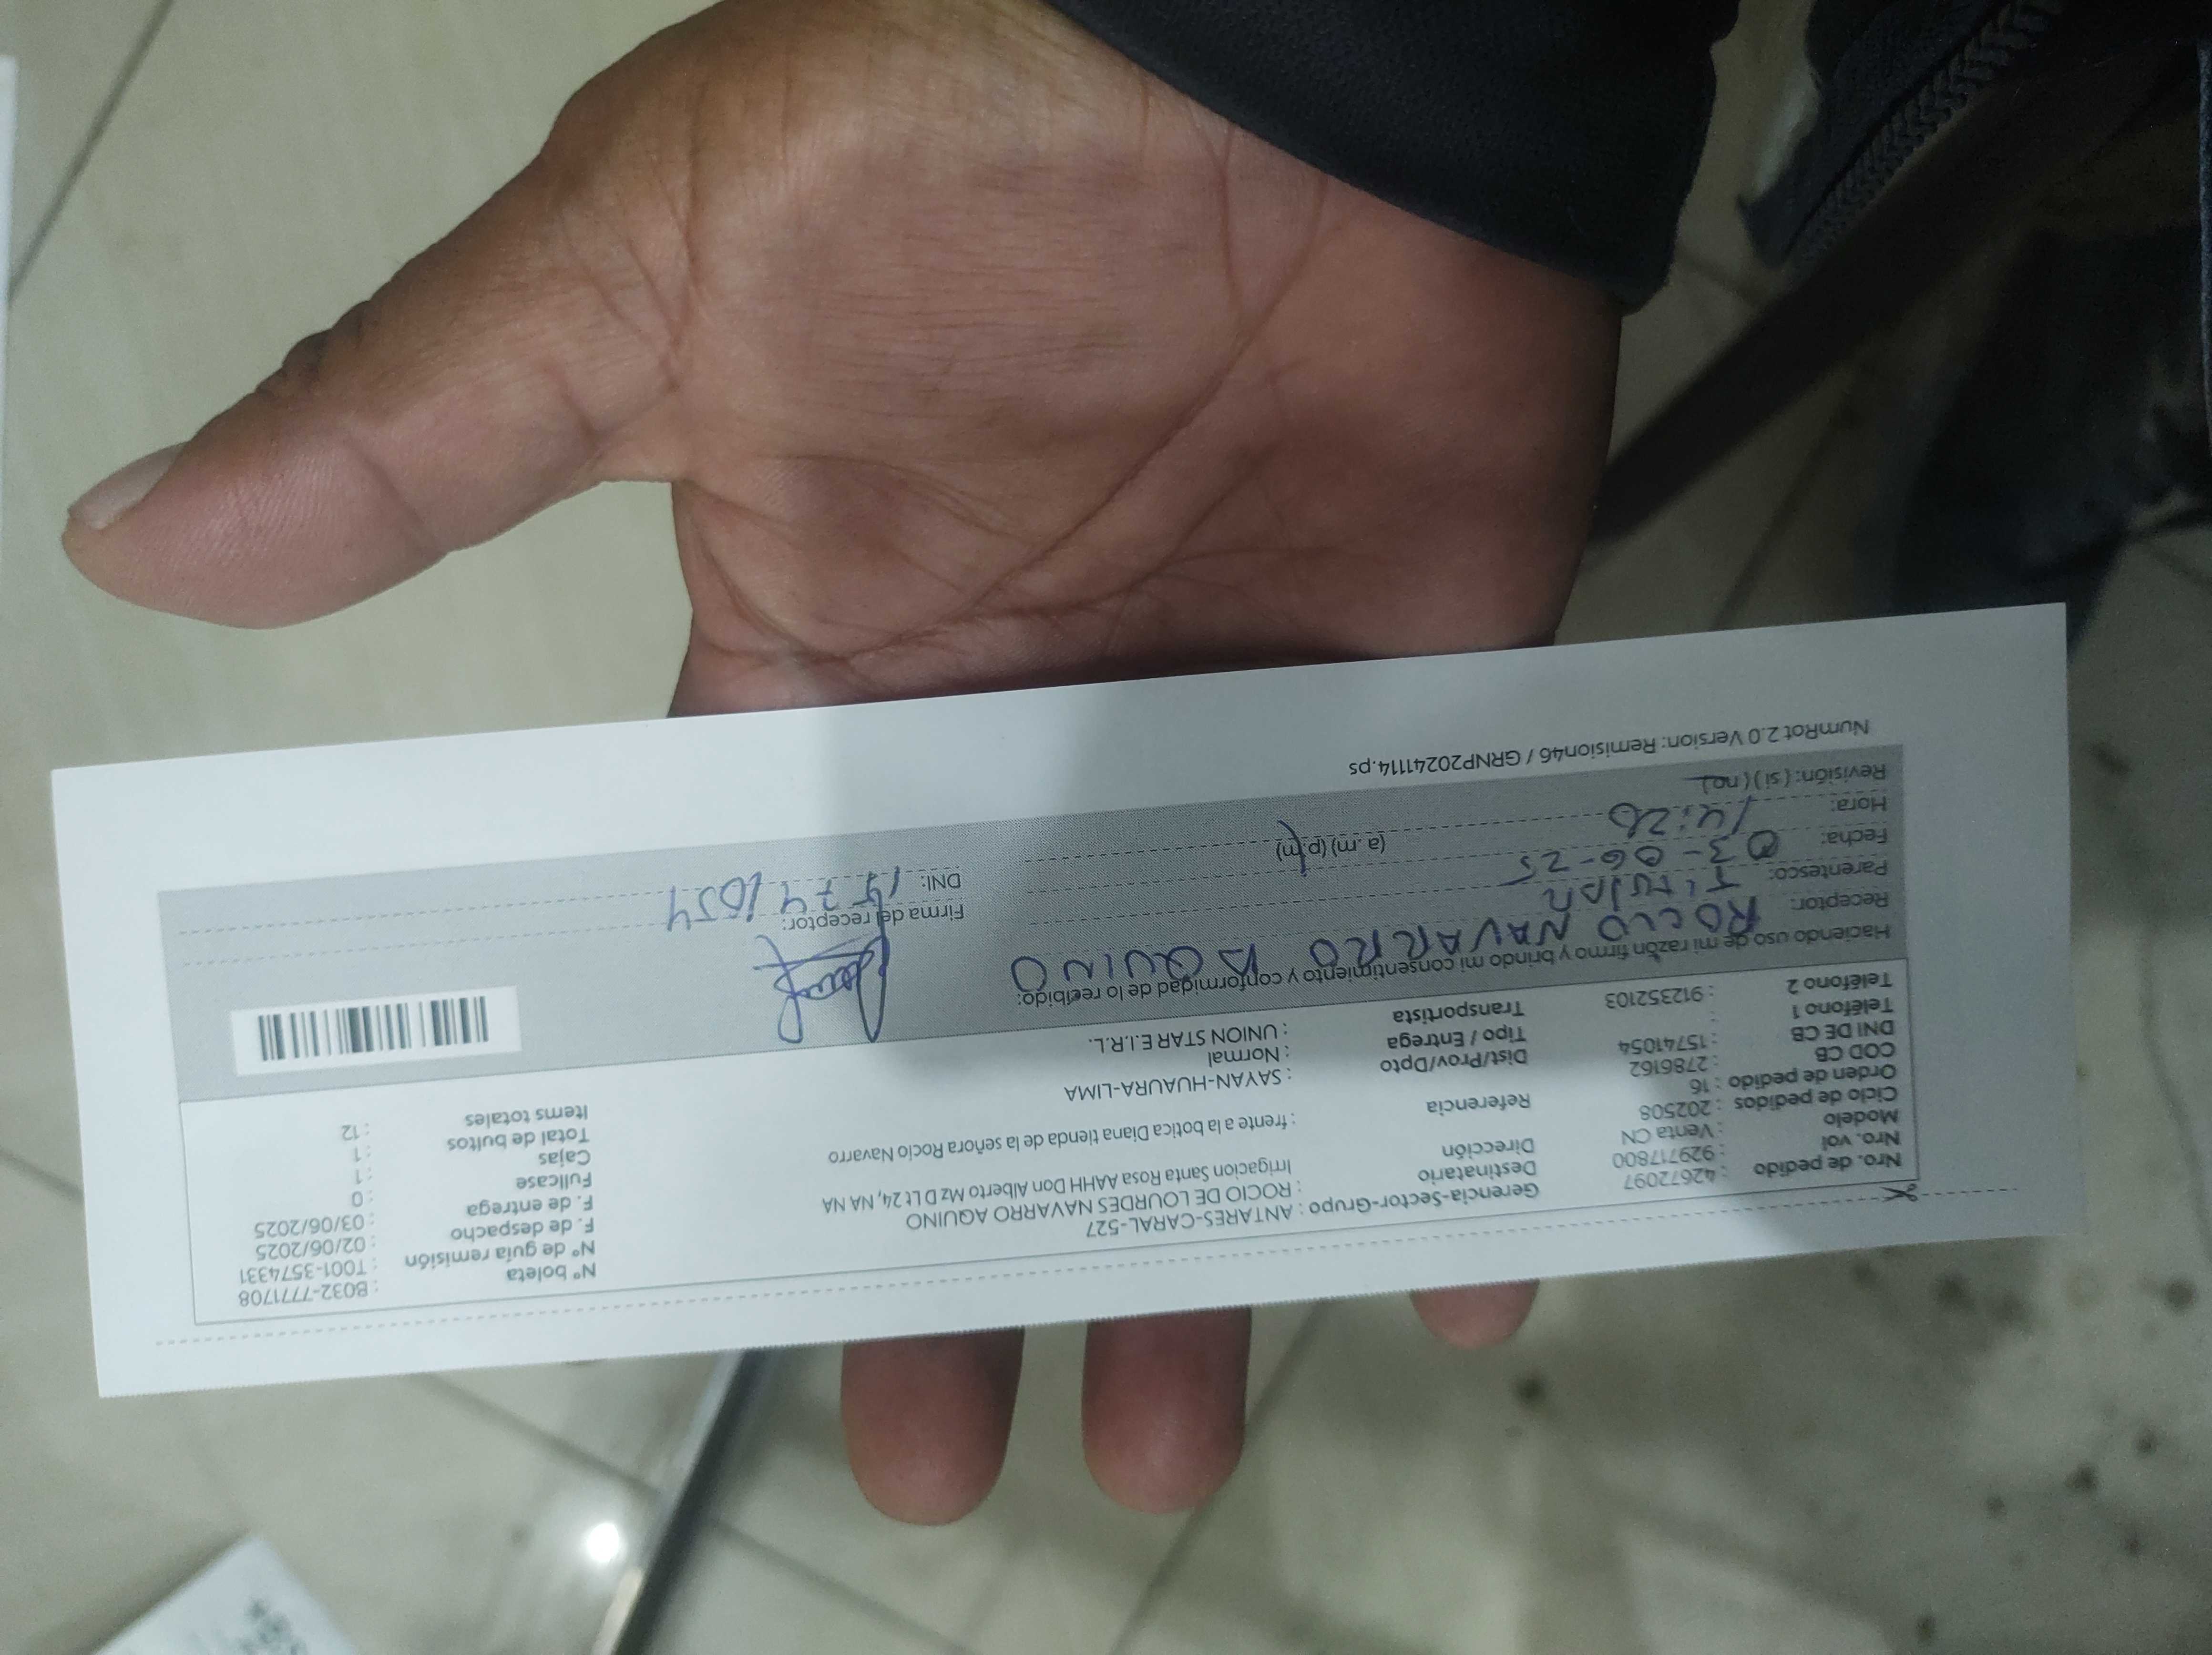 Nro. de pedido : 42672097
Nro. vol : 929717800
Modelo : Venta CN
Ciclo de pedidos : 202508
Orden de pedido : 16
COD CB : 2786162
DNI DE CB : 15741054
Teléfono 1 :
Teléfono 2 : 912352103
Gerencia-Sector-Grupo : ANTARES-CARAL-527
Destinatario : ROCIO DE LOURDES NAVARRO AQUINO
Dirección : Irrigacion Santa Rosa AAHH Don Alberto Mz D Lt 24, NA NA
Referencia : frente a la botica Diana tienda de la señora Rocío Navarro
Dist/Prov/Dpto : SAYAN-HUAURA-LIMA
Tipo / Entrega : Normal
Transportista : UNION STAR E.I.R.L.
N° boleta : B032-7771708
N° de guía remisión : T001-3574331
F. de despacho : 02/06/2025
F. de entrega : 03/06/2025
Fullcase : 0
Cajas : 1
Total de bultos : 1
Items totales : 12
Haciendo uso de mi razón firmo y brindo mi consentimiento y conformidad de lo recibido:
Receptor: ROCIO NAVARRO AQUINO
Parentesco: TITULAR
Fecha: 03-06-25
Hora: 14:26 (a.m) (p.m)
Revisión: (si) (no)
Firma del receptor:
DNI: 15741054
NumRot 2.0 Version: Remision46 / GRNP20241114.ps